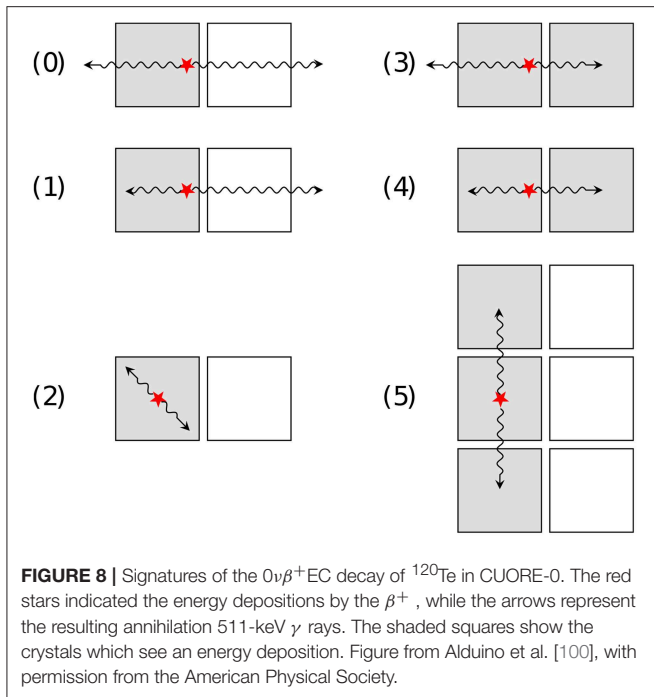 (0)
(3)
(1)
(4)
(2)
(5)
FIGURE 8 | Signatures of the 0νβ⁺EC decay of ¹²⁰Te in CUORE-0. The red
stars indicated the energy depositions by the β⁺ , while the arrows represent
the resulting annihilation 511-keV γ rays. The shaded squares show the
crystals which see an energy deposition. Figure from Alduino et al. [100], with
permission from the American Physical Society.